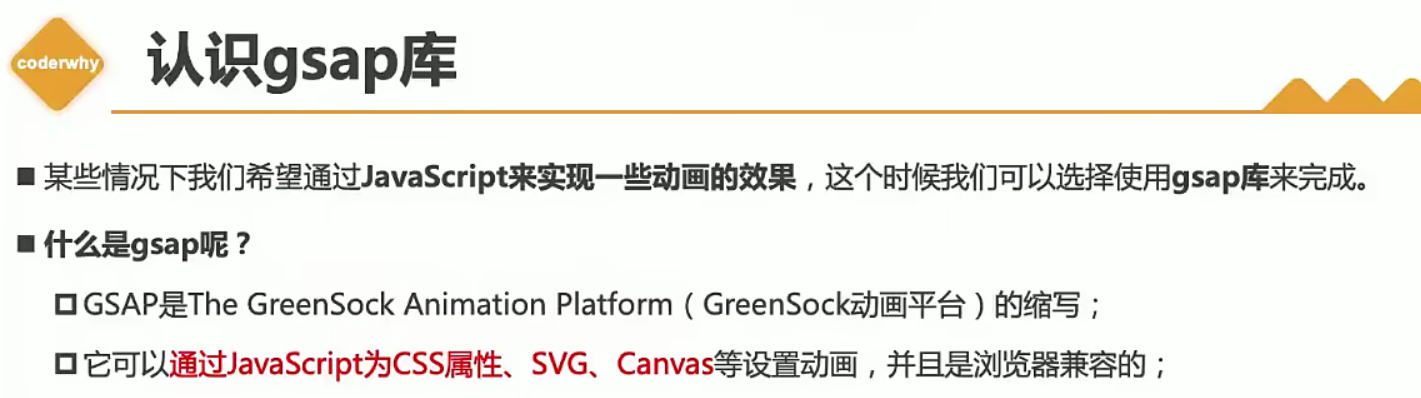 coderwhy
认识gsap库
某些情况下我们希望通过JavaScript来实现一些动画的效果，这个时候我们可以选择使用gsap库来完成。
什么是gsap呢？
GSAP是The GreenSock Animation Platform（GreenSock动画平台）的缩写；
它可以通过JavaScript为CSS属性、SVG、Canvas等设置动画，并且是浏览器兼容的；